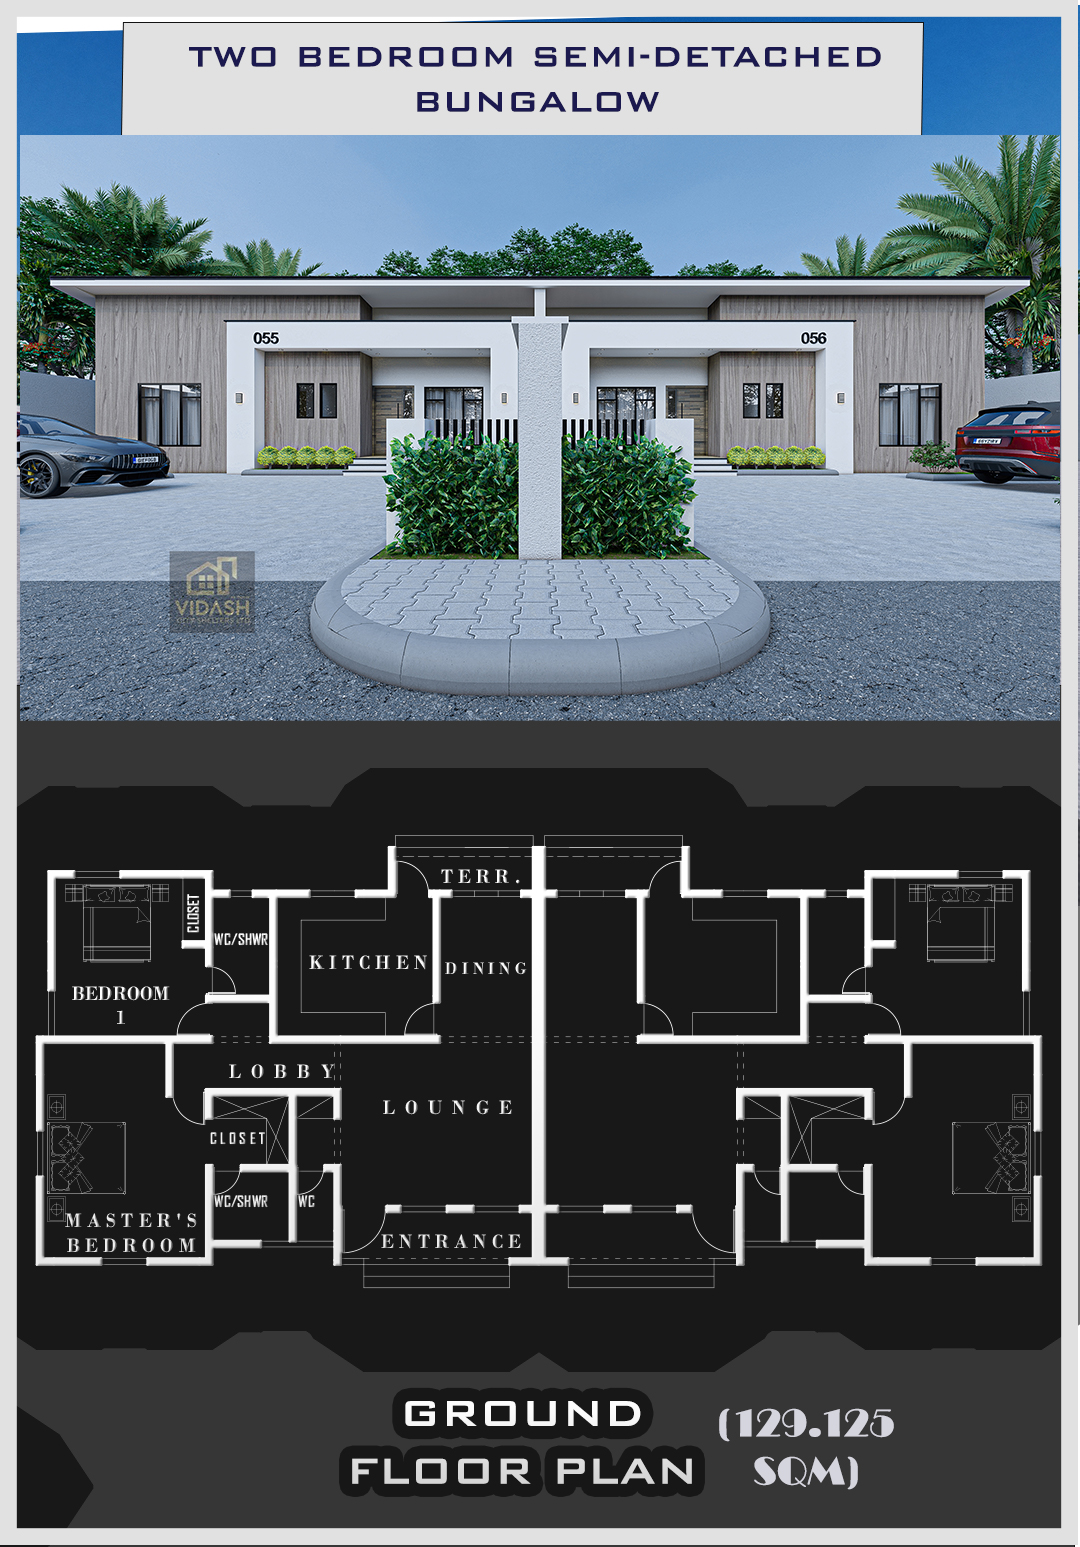 TWO BEDROOM SEMI-DETACHED
BUNGALOW
055
056
VIDASH
TERR.
CLOSET
WC/SHWR
KITCHEN
DINING
BEDROOM
1
LOBBY
LOUNGE
CLOSET
WC/SHWR
WC
MASTER'S
BEDROOM
ENTRANCE
GROUND
FLOOR PLAN
(129.125
SQM)